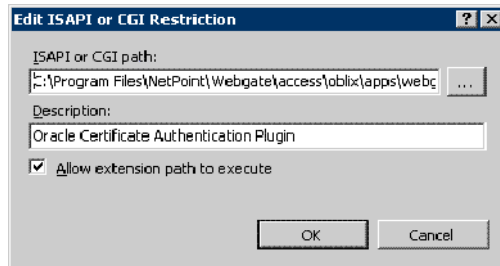 Edit ISAPI or CGI Restriction
ISAPI or CGI path:
:\Program Files\NetPoint\Webgate\access\oblix\apps\webg
...
Description:
Oracle Certificate Authentication Plugin
Allow extension path to execute
OK
Cancel